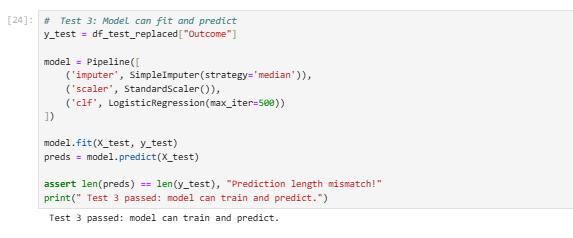 [24]: # Test 3: Model can fit and predict
y_test = df_test_replaced["Outcome"]
model = Pipeline([
('imputer', SimpleImputer(strategy='median')),
('scaler', StandardScaler()),
('clf', LogisticRegression(max_iter=500))
])
model.fit(X_test, y_test)
preds = model.predict(X_test)
assert len(preds) == len(y_test), "Prediction length mismatch!"
print(" Test 3 passed: model can train and predict.")
Test 3 passed: model can train and predict.